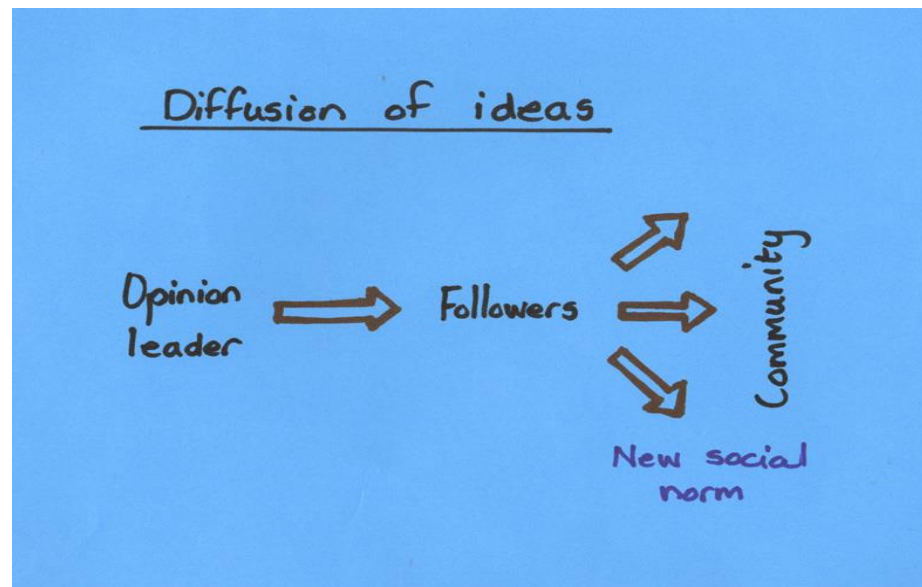 Diffusion of ideas
Opinion
leader
Followers
Community
New social
norm